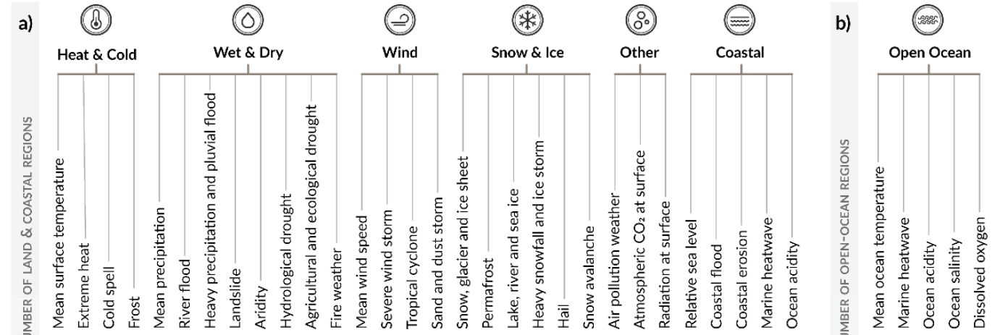 a)
Heat & Cold
Wet & Dry
Wind
Snow & Ice
Other
Coastal
UMBER OF LAND & COASTAL REGIONS
Mean surface temperature
Extreme heat
Cold spell
Frost
Mean precipitation
River flood
Heavy precipitation and pluvial flood
Landslide
Aridity
Hydrological drought
Agricultural and ecological drought
Fire weather
Mean wind speed
Severe wind storm
Tropical cyclone
Sand and dust storm
Snow, glacier and ice sheet
Permafrost
Lake, river and sea ice
Heavy snowfall and ice storm
Hail
Snow avalanche
Air pollution weather
Atmospheric CO₂ at surface
Radiation at surface
Relative sea level
Coastal flood
Coastal erosion
Marine heatwave
Ocean acidity
b)
Open Ocean
UMBER OF OPEN-OCEAN REGIONS
Mean ocean temperature
Marine heatwave
Ocean acidity
Ocean salinity
Dissolved oxygen